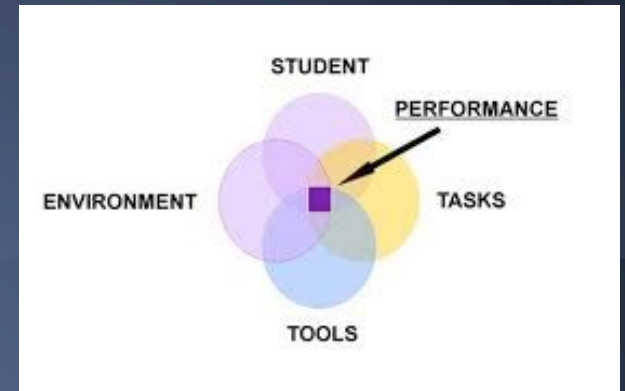 STUDENT
PERFORMANCE
ENVIRONMENT
TASKS
TOOLS